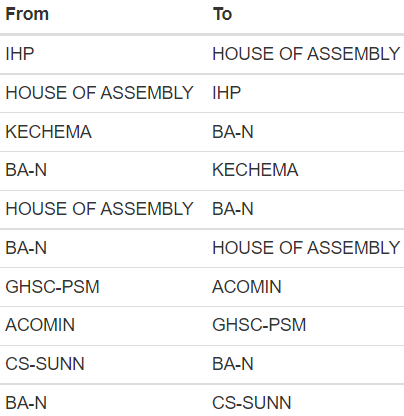 From To
IHP HOUSE OF ASSEMBLY
HOUSE OF ASSEMBLY IHP
KECHEMA BA-N
BA-N KECHEMA
HOUSE OF ASSEMBLY BA-N
BA-N HOUSE OF ASSEMBLY
GHSC-PSM ACOMIN
ACOMIN GHSC-PSM
CS-SUNN BA-N
BA-N CS-SUNN